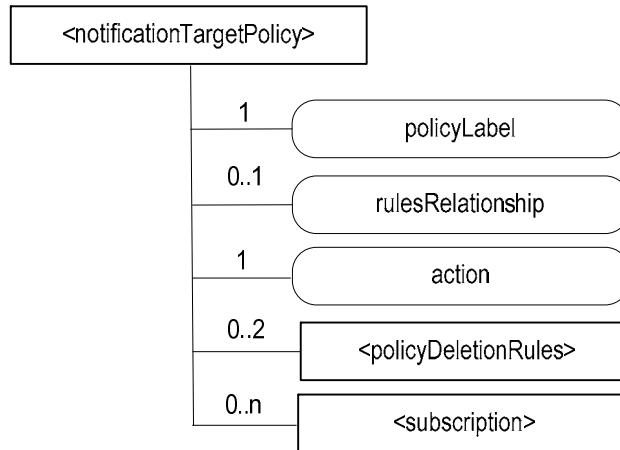 <notificationTargetPolicy>
1
policyLabel
0..1
rulesRelationship
1
action
0..2
<policyDeletionRules>
0..n
<subscription>